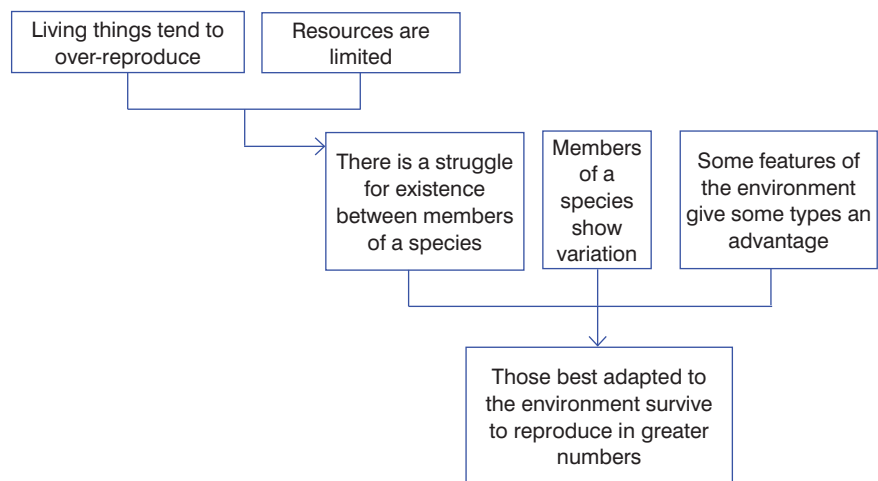 Living things tend to
over-reproduce
Resources are
limited
There is a struggle
for existence
between members
of a species
Members
of a
species
show
variation
Some features of
the environment
give some types an
advantage
Those best adapted to
the environment survive
to reproduce in greater
numbers